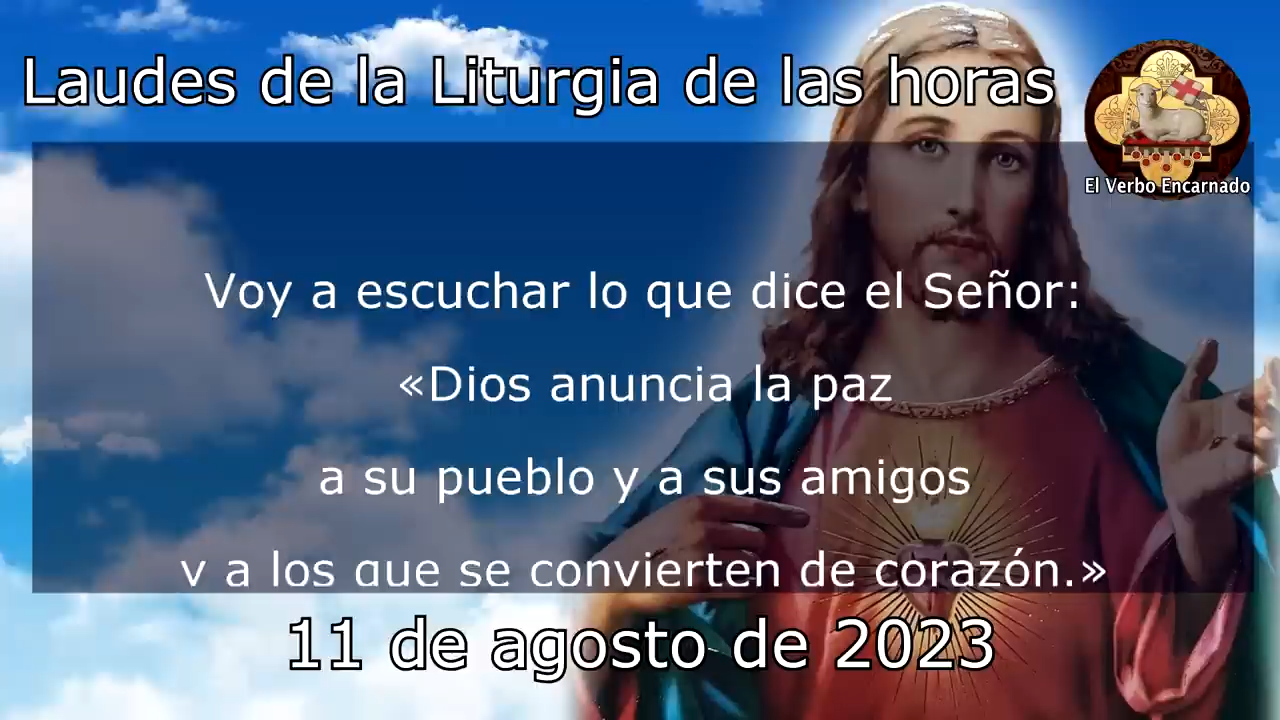 Laudes de la Liturgia de las horas
El Verbo Encarnado
Voy a escuchar lo que dice el Señor:
«Dios anuncia la paz
a su pueblo y a sus amigos
y a los que se convierten de corazón.»
11 de agosto de 2023